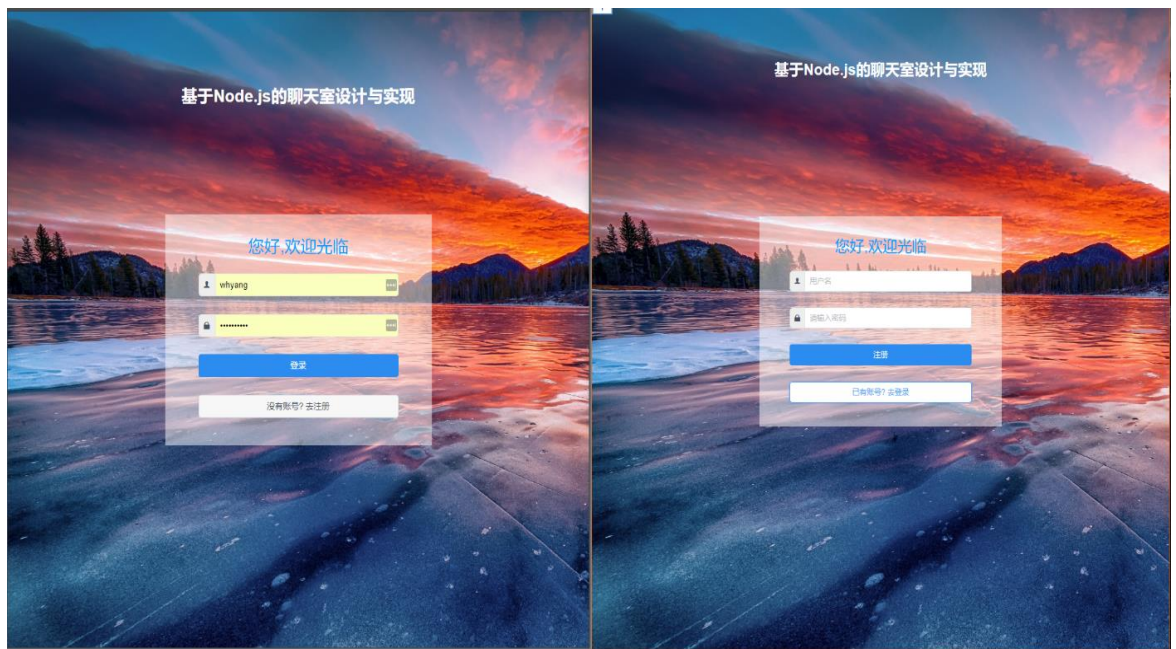 基于Node.js的聊天室设计与实现
您好,欢迎光临
whyang
••••••••••
登录
没有账号? 去注册
基于Node.js的聊天室设计与实现
您好,欢迎光临
用户名
请输入密码
注册
已有账号? 去登录